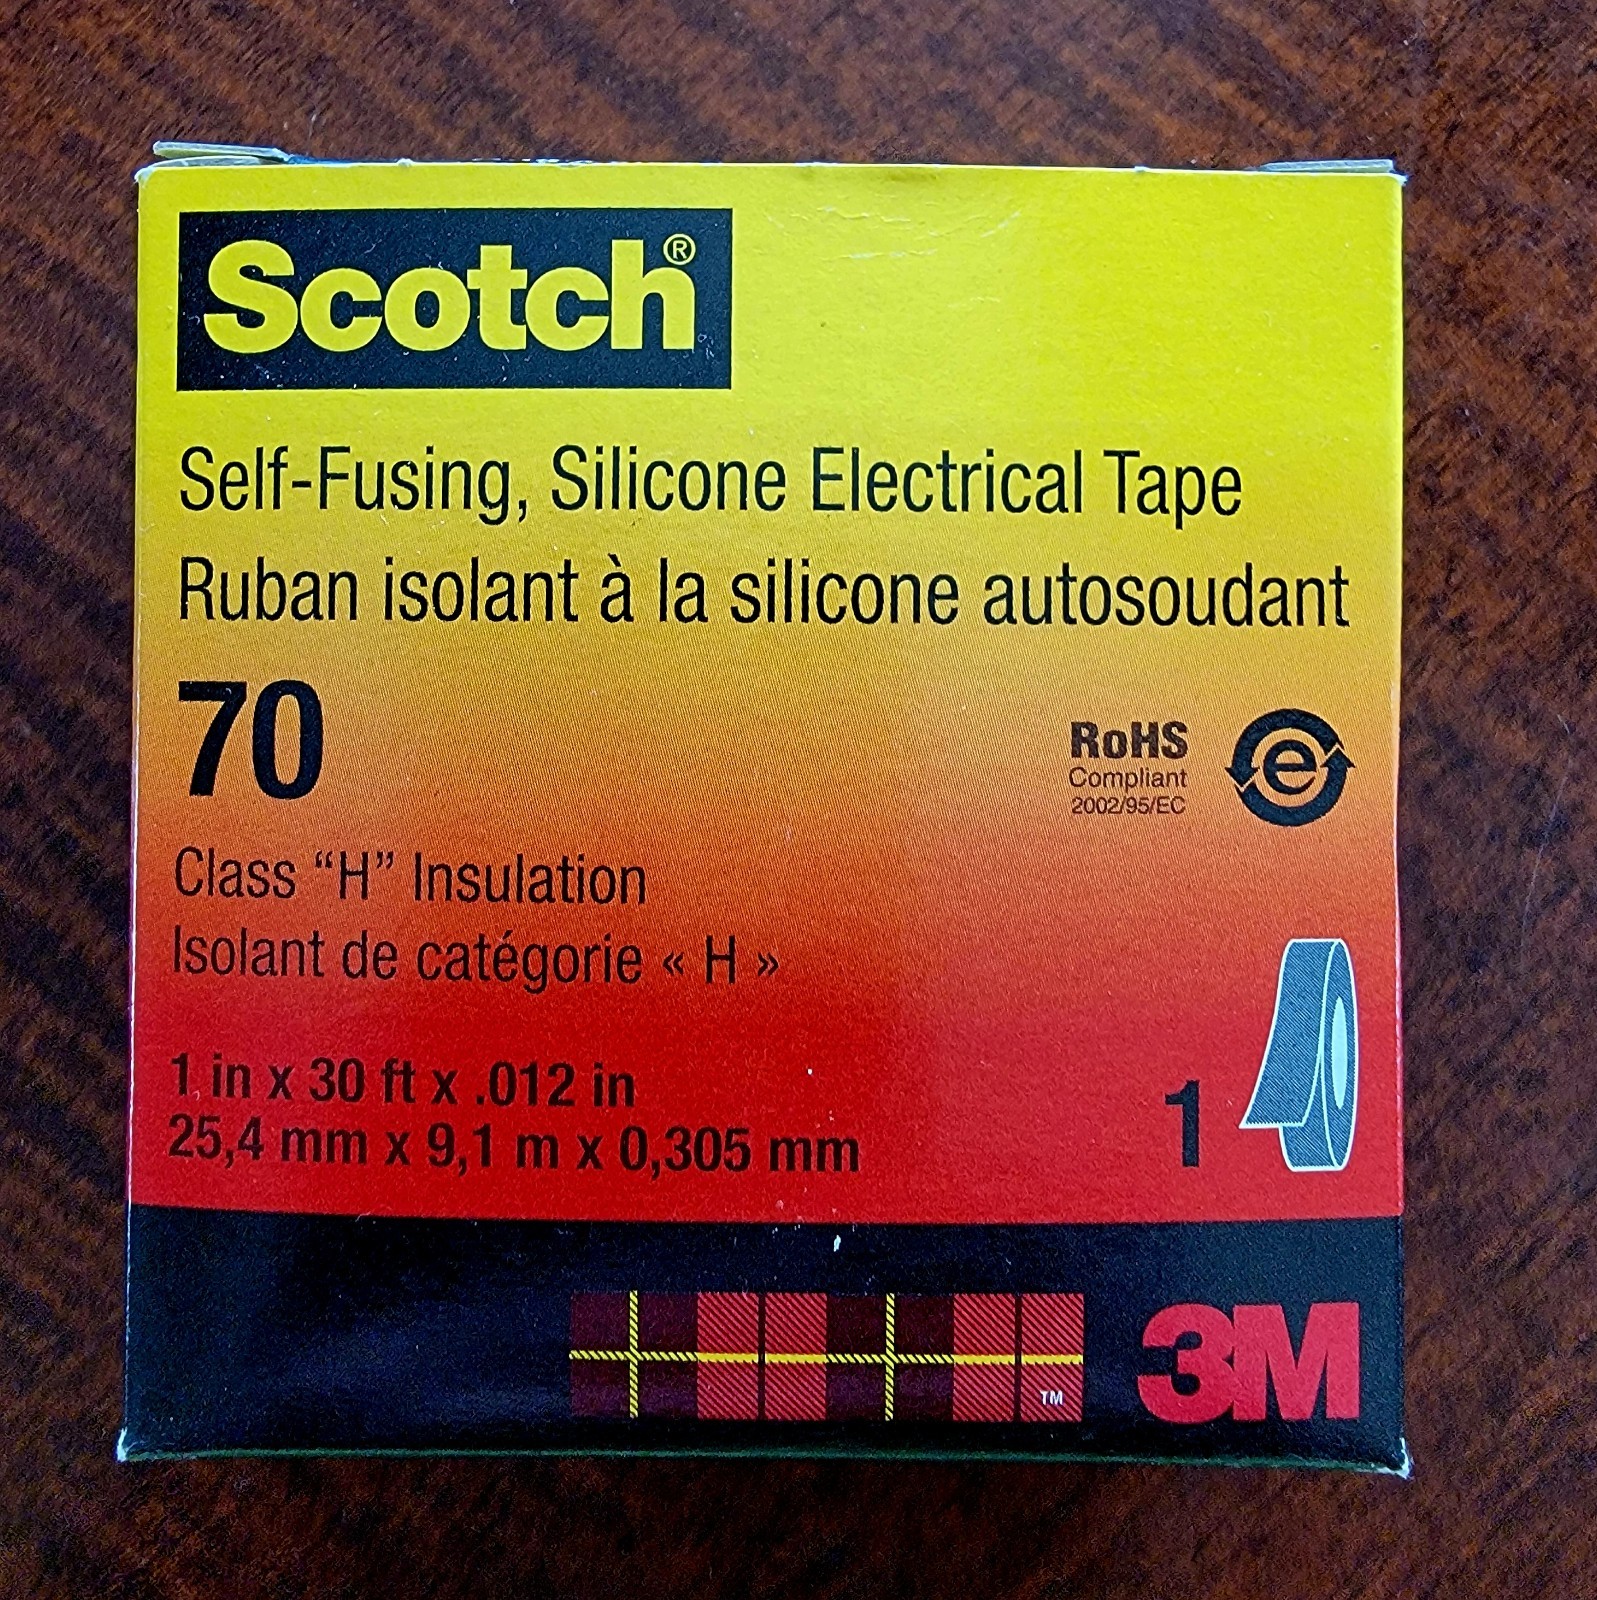 Scotch®
Self-Fusing, Silicone Electrical Tape
Ruban isolant à la silicone autosoudant
70
RoHS
Compliant
2002/95/EC
e
Class “H” Insulation
Isolant de catégorie « H »
1 in x 30 ft x .012 in
25,4 mm x 9,1 m x 0,305 mm
1
TM
3M